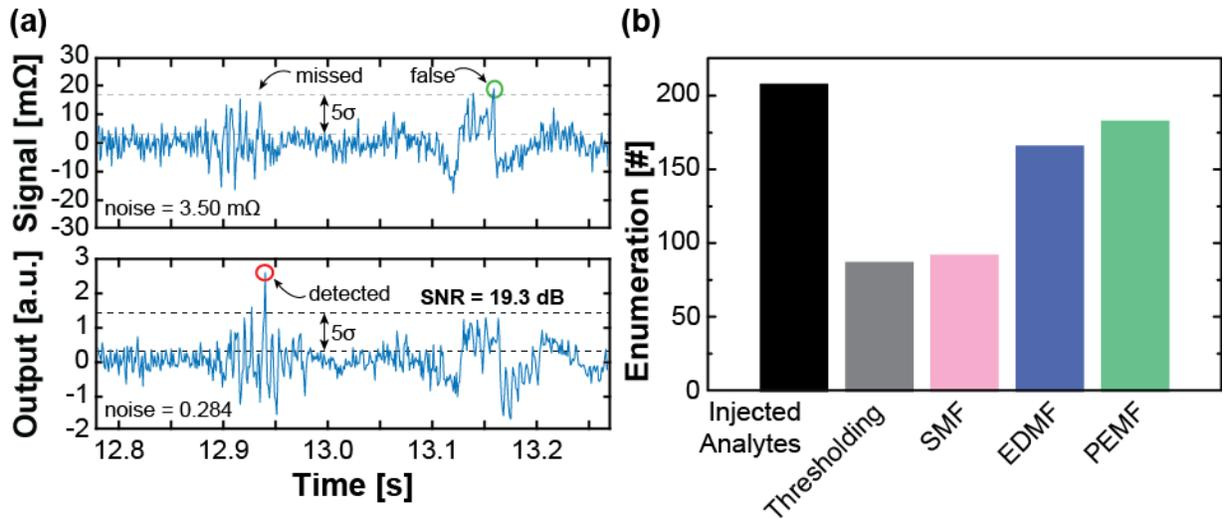 (a)
30
20
10
0
-10
-20
-30
Signal [mΩ]
missed
false
5σ
noise = 3.50 mΩ
3
2
1
0
-1
-2
Output [a.u.]
detected
SNR = 19.3 dB
5σ
noise = 0.284
12.8 12.9 13.0 13.1 13.2
Time [s]
(b)
200
150
100
50
0
Enumeration [#]
Injected
Analytes
Thresholding
SMF
EDMF
PEMF